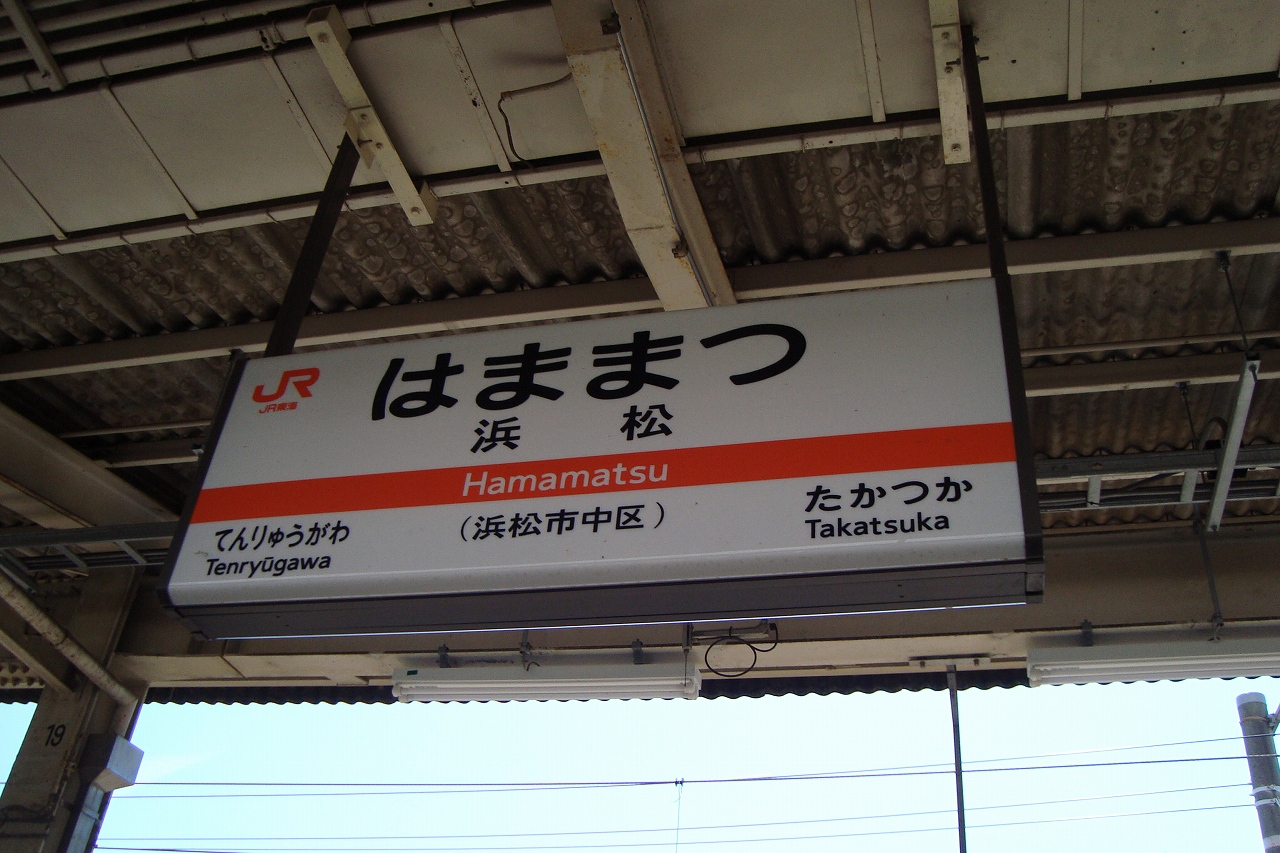 JR
JR東海
はままつ
浜 松
Hamamatsu
(浜松市中区)
てんりゅうがわ
Tenryūgawa
たかつか
Takatsuka
19